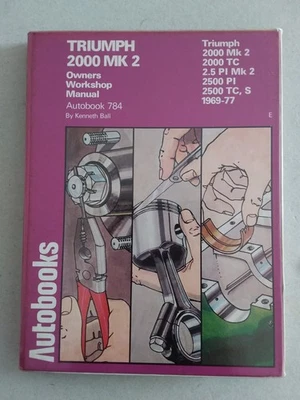 TRIUMPH
2000 MK 2
Owners
Workshop
Manual
Autobook 784
By Kenneth Ball
Triumph
2000 Mk 2
2000 TC
2.5 PI Mk 2
2500 PI
2500 TC, S
1969-77
E
Autobooks